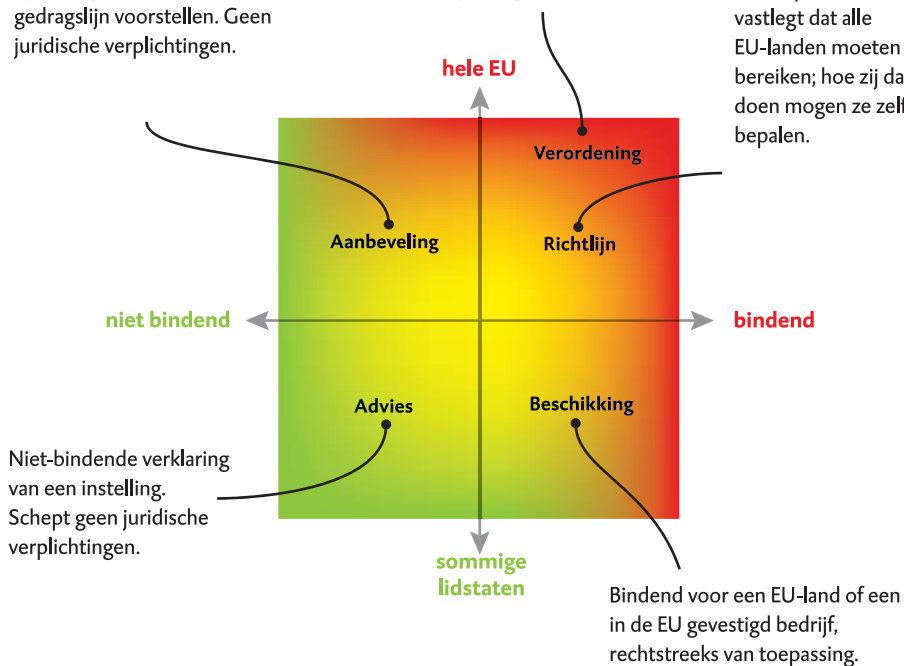 gedragslijn voorstellen. Geen
juridische verplichtingen.
vastlegt dat alle
EU-landen moeten
bereiken; hoe zij
doen mogen ze
bepalen.
hele EU
Verordening
Aanbeveling
Richtlijn
niet bindend
bindend
Advies
Beschikking
Niet-bindende verklaring
van een instelling.
Schept geen juridische
verplichtingen.
sommige
lidstaten
Bindend voor een EU-land of een
in de EU gevestigd bedrijf,
rechtstreeks van toepassing.